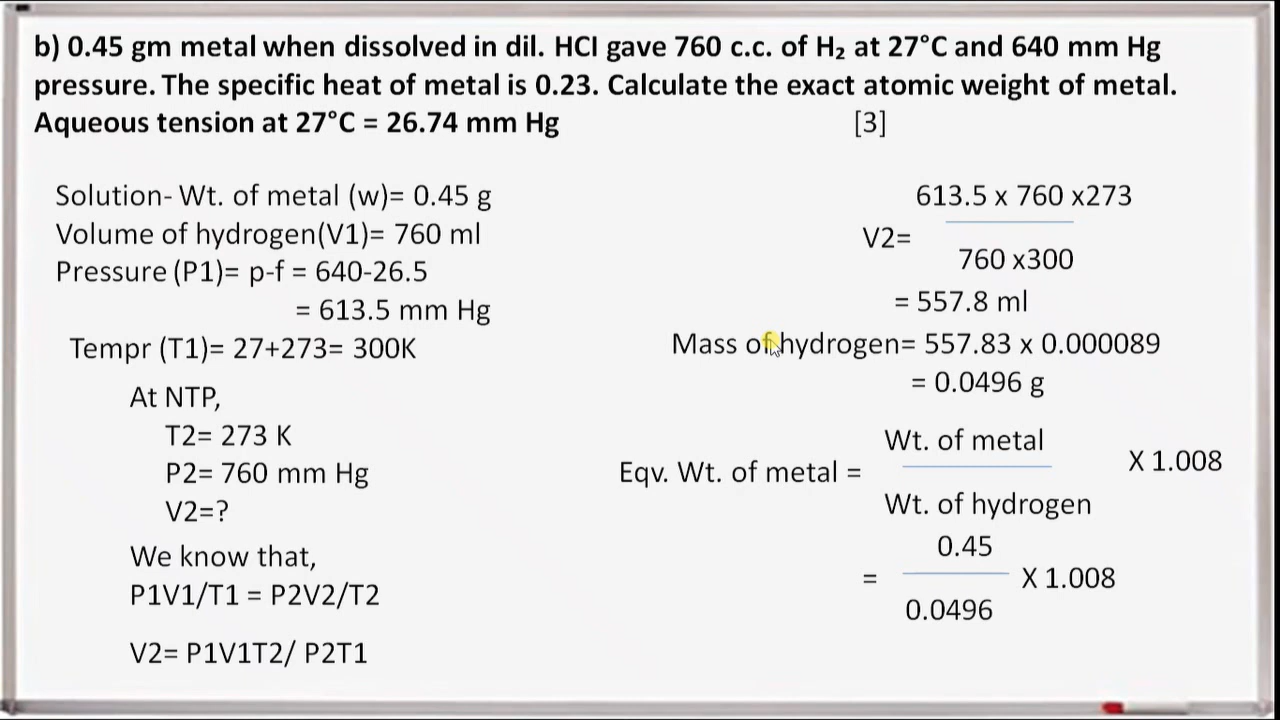 b) 0.45 gm metal when dissolved in dil. HCl gave 760 c.c. of H₂ at 27°C and 640 mm Hg
pressure. The specific heat of metal is 0.23. Calculate the exact atomic weight of metal.
Aqueous tension at 27°C = 26.74 mm Hg [3]
Solution- Wt. of metal (w)= 0.45 g
Volume of hydrogen(V1)= 760 ml
Pressure (P1)= p-f = 640-26.5
= 613.5 mm Hg
Tempr (T1)= 27+273= 300K
At NTP,
T2= 273 K
P2= 760 mm Hg
V2=?
We know that,
P1V1/T1 = P2V2/T2
V2= P1V1T2/ P2T1
613.5 x 760 x273
V2=
760 x300
= 557.8 ml
Mass of hydrogen= 557.83 x 0.000089
= 0.0496 g
Wt. of metal
Eqv. Wt. of metal = X 1.008
Wt. of hydrogen
0.45
= X 1.008
0.0496